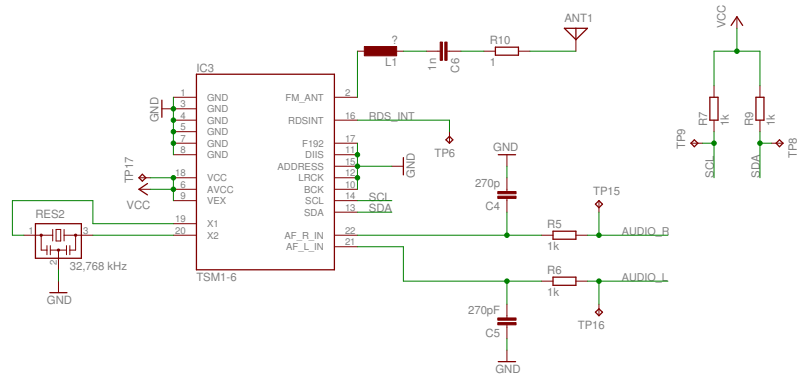 ANT1
?
L1
1n
C6
R10
1
VCC
R7
1k
R9
1k
TP9
TP8
SCL
SDA
IC3
1 GND FM_ANT 2
3 GND
4 GND RDSINT 16 RDS_INT
5 GND
7 GND F192 17
8 GND DIIS 11
ADDRESS 15
18 VCC LRCK 12
6 AVCC BCK 10
9 VEX SCL 14 SCL
SDA 13 SDA
19 X1
20 X2 AF_R_IN 22
AF_L_IN 21
TSM1-6
GND
TP17
VCC
TP6
GND
RES2
1
3
2
32,768 kHz
GND
GND
270p
C4
TP15
R5
1k
AUDIO_R
R6
1k
AUDIO_L
270pF
C5
TP16
GND